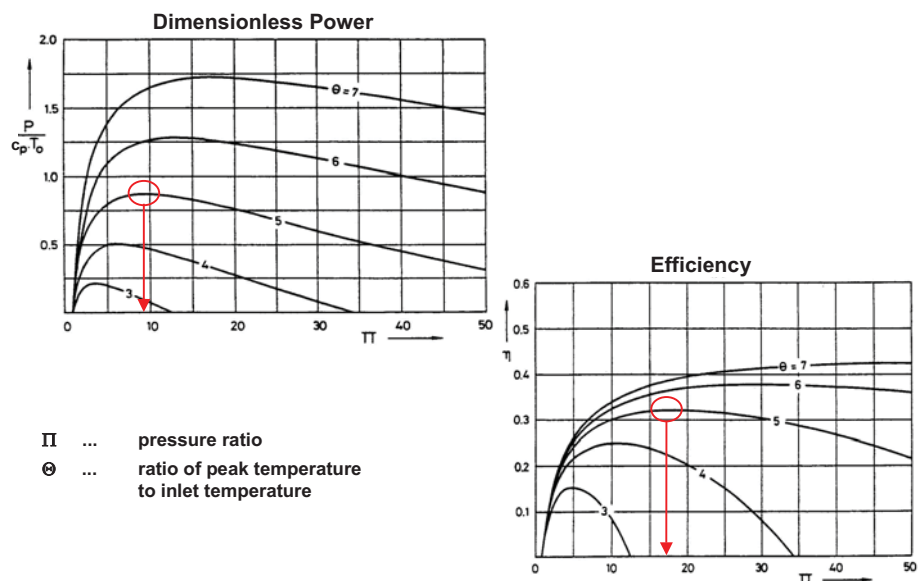 Dimensionless Power
2.0
1.5
1.0
0.5
P
cp.To
Θ = 7
6
5
4
3
0 10 20 30 40 50
Π
Efficiency
0.6
0.5
0.4
0.3
0.2
0.1
η
Θ = 7
6
5
4
3
0 10 20 30 40 50
Π
Π ... pressure ratio
Θ ... ratio of peak temperature
to inlet temperature